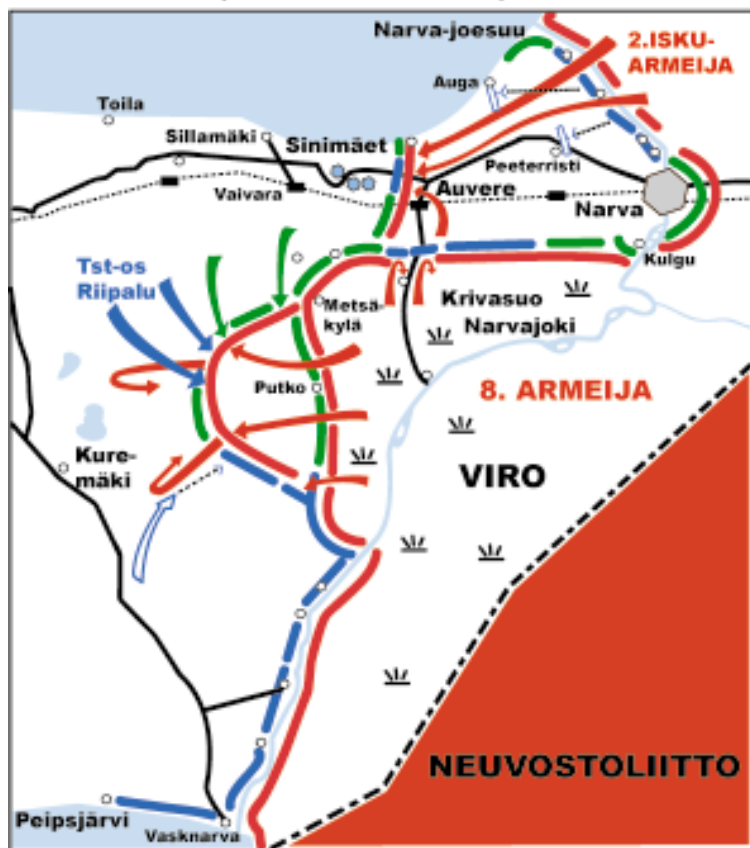 Narva-joesuu
2.ISKU-
ARMEIJA
Auga
Toila
Sillamäki
Sinimäet
Peeterristi
Vaivara
Auvere
Narva
Kulgu
Tst-os
Riipalu
Metsä-
kylä
Krivasuo
Narvajoki
Putko
8. ARMEIJA
Kure-
mäki
VIRO
NEUVOSTOLIITTO
Peipsjärvi
Vasknarva